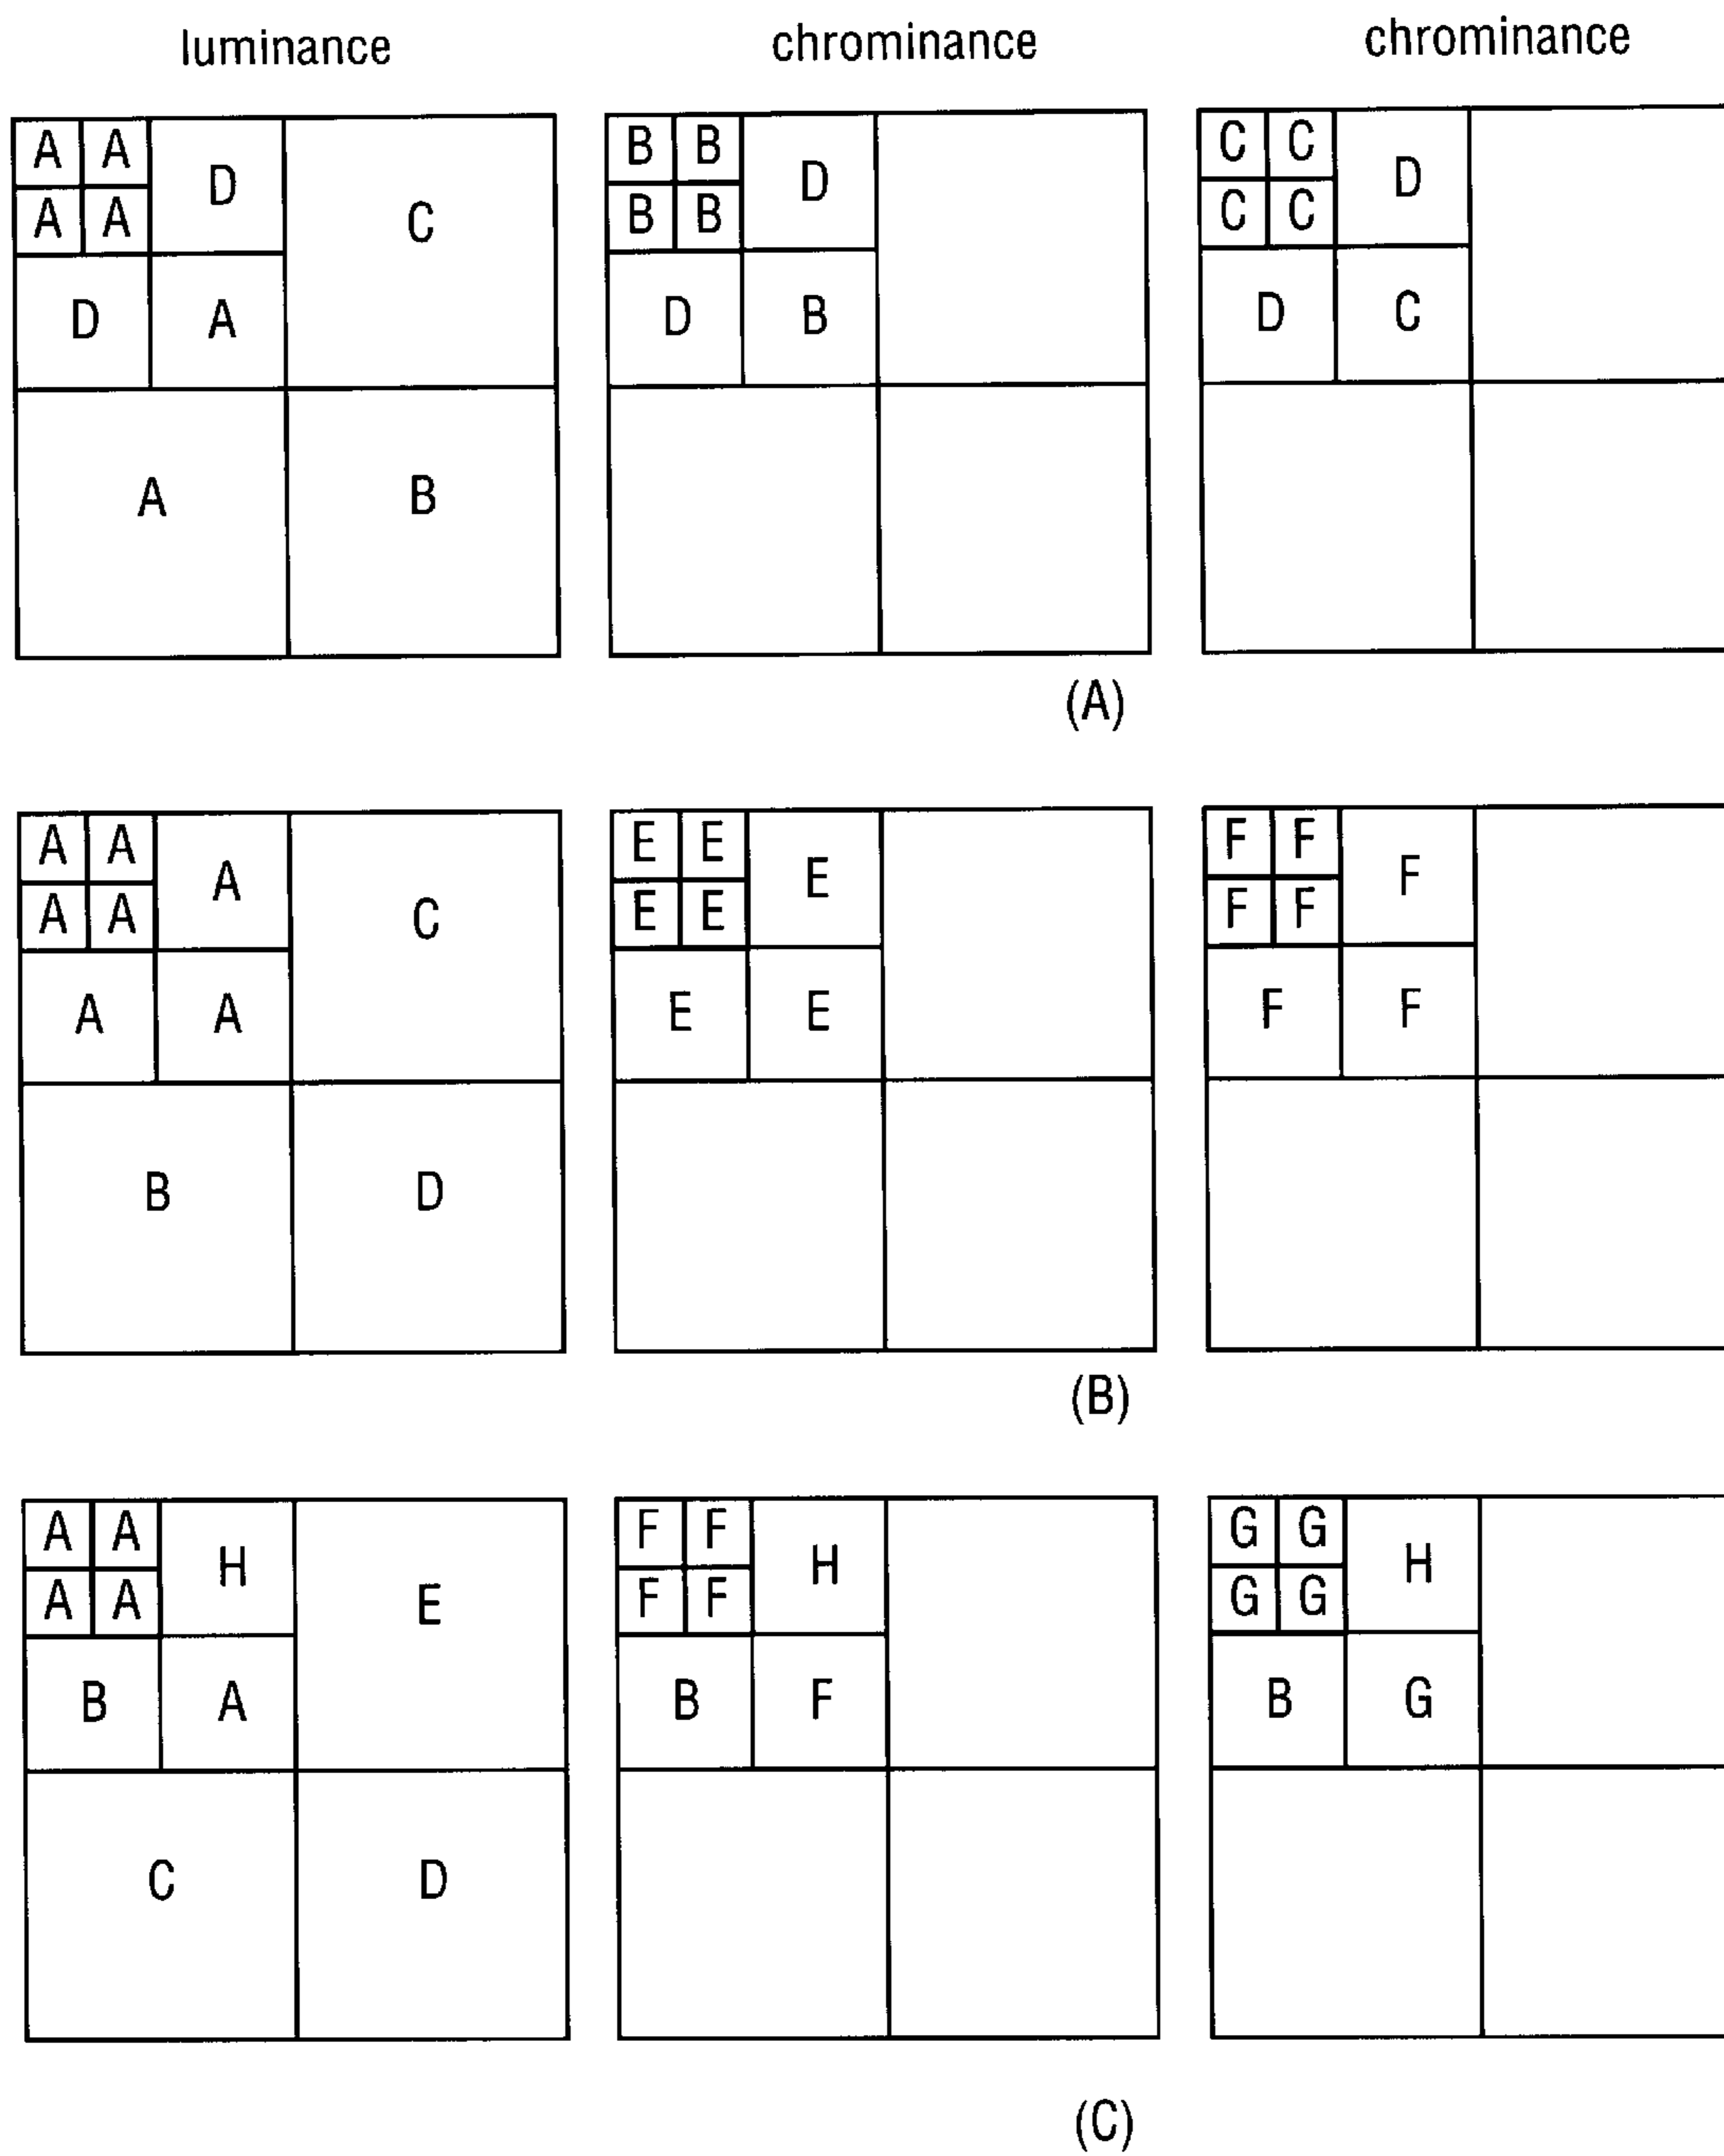 luminance chrominance chrominance
A A D C B B D C C D
A A B B C C
D A D B D C
A B
(A)
A A A C E E E F F F
A A E E F F
A A E E F F
B D
(B)
A A H E F F H G G H
A A F F G G
B A B F B G
C D
(C)